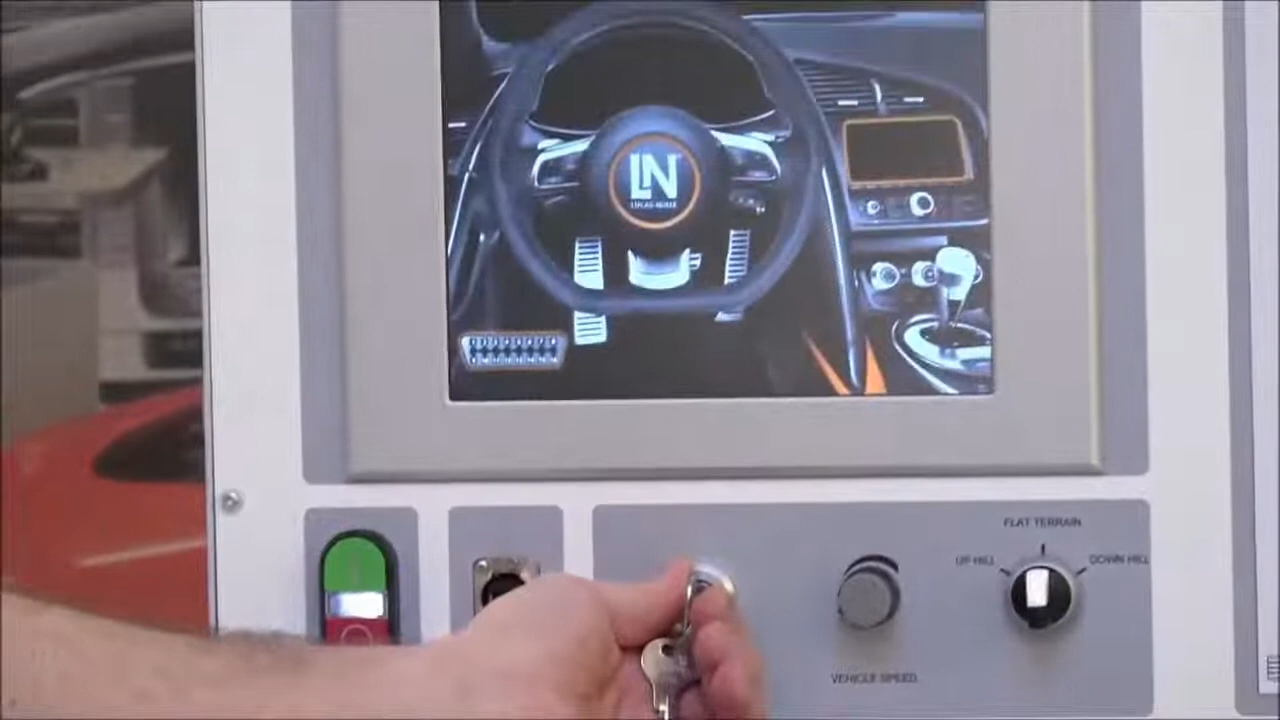 LN
LUCAS-NÜLLE
FLAT TERRAIN
UP HILL
DOWN HILL
VEHICLE SPEED